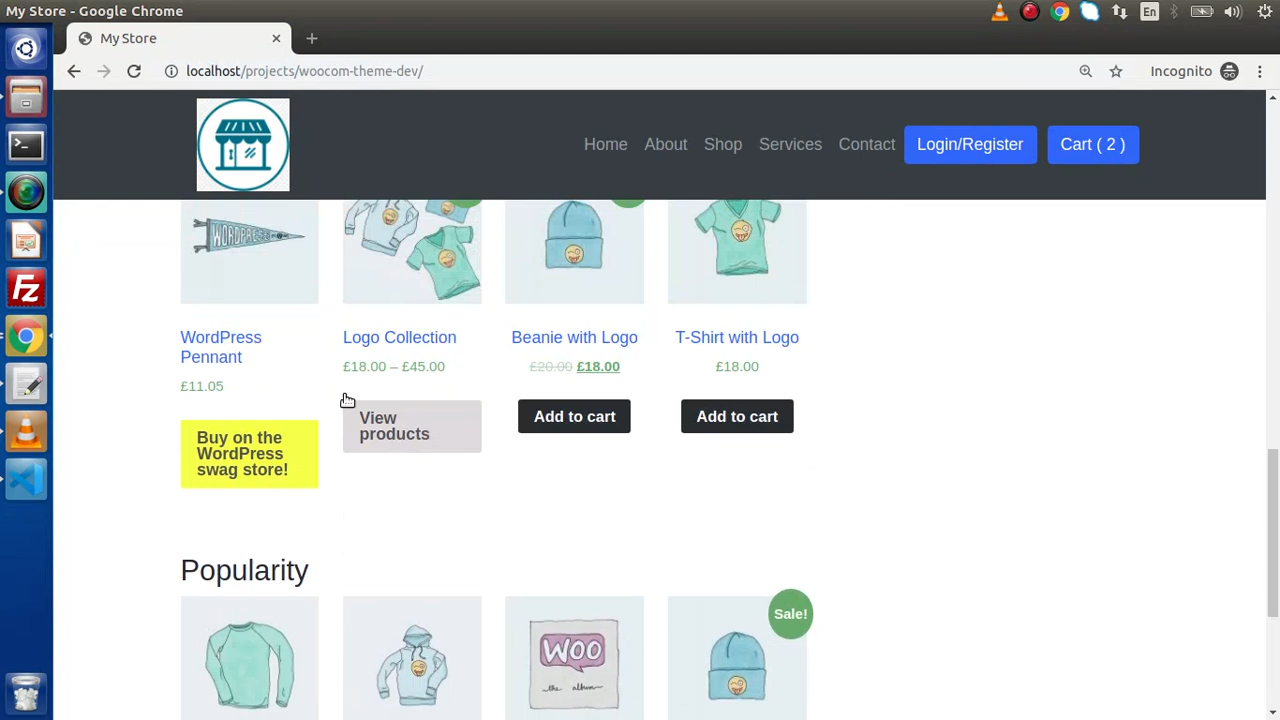 My Store - Google Chrome
En
My Store
localhost/projects/woocom-theme-dev/
Incognito
Home About Shop Services Contact Login/Register Cart ( 2 )
WORDPRESS
WordPress Pennant
£11.05
Buy on the WordPress swag store!
Logo Collection
£18.00 – £45.00
View products
Beanie with Logo
£20.00 £18.00
Add to cart
T-Shirt with Logo
£18.00
Add to cart
Popularity
WOO
the album
Sale!